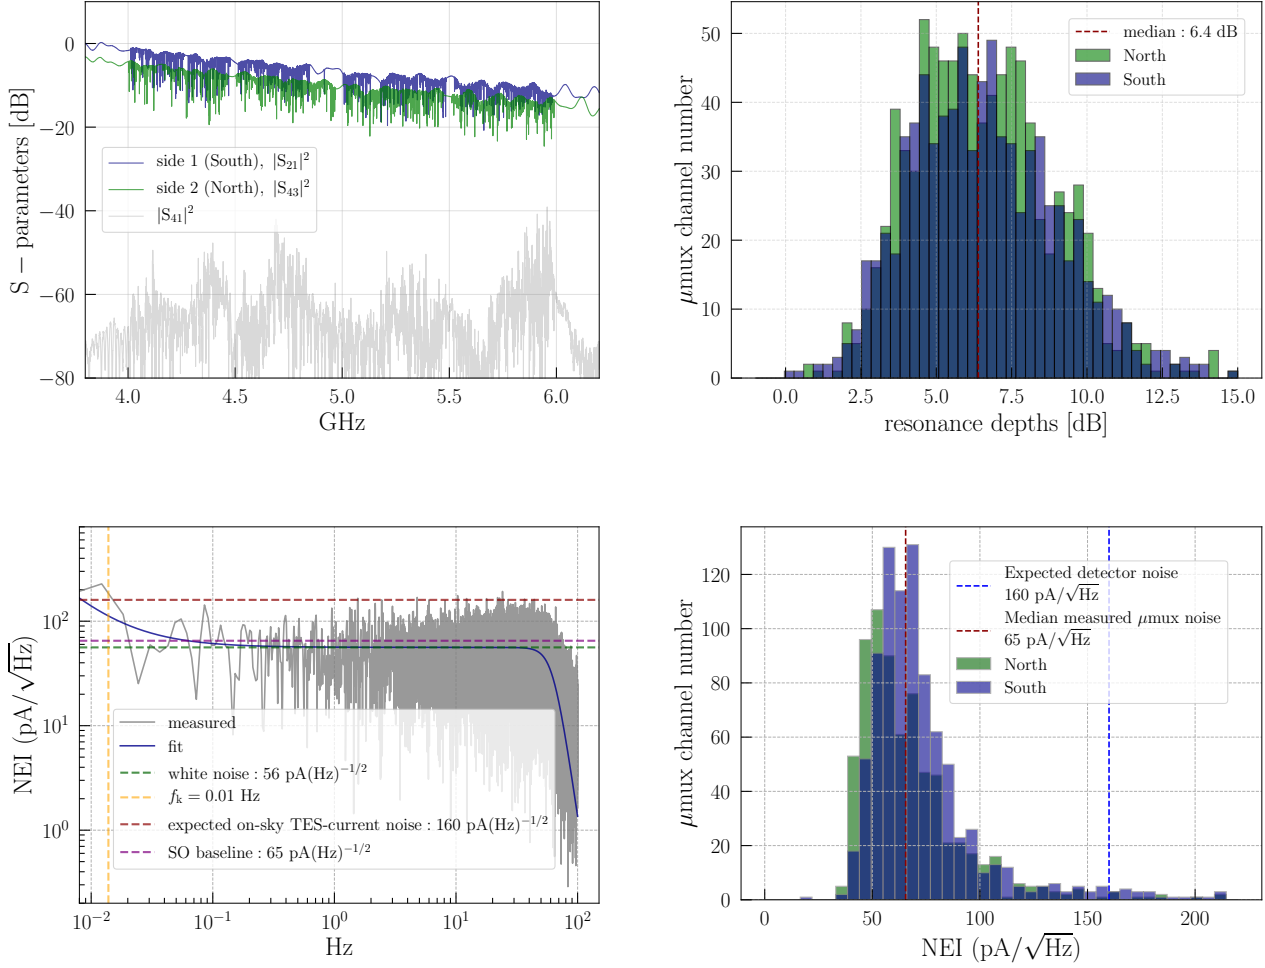 0
−20
−40
−60
−80
S − parameters [dB]
side 1 (South), |S21|²
side 2 (North), |S43|²
|S41|²
4.0 4.5 5.0 5.5 6.0
GHz
50
40
30
20
10
0
μmux channel number
median : 6.4 dB
North
South
0.0 2.5 5.0 7.5 10.0 12.5 15.0
resonance depths [dB]
10²
10¹
10⁰
NEI (pA/√Hz)
measured
fit
white noise : 56 pA(Hz)^−1/2
fk = 0.01 Hz
expected on-sky TES-current noise : 160 pA(Hz)^−1/2
SO baseline : 65 pA(Hz)^−1/2
10⁻² 10⁻¹ 10⁰ 10¹ 10²
Hz
120
100
80
60
40
20
0
μmux channel number
Expected detector noise
160 pA/√Hz
Median measured μmux noise
65 pA/√Hz
North
South
0 50 100 150 200
NEI (pA/√Hz)